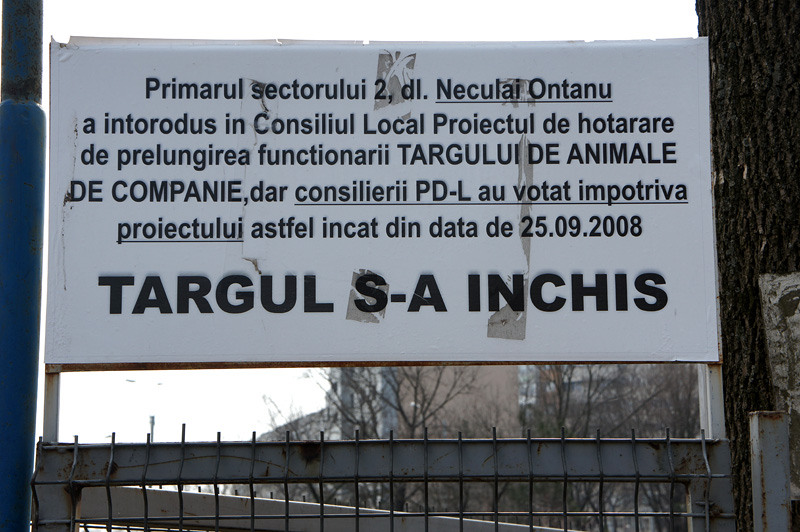 Primarul sectorului 2, dl. Neculai Ontanu
a intorodus in Consiliul Local Proiectul de hotarare
de prelungirea functionarii TARGULUI DE ANIMALE
DE COMPANIE,dar consilierii PD-L au votat impotriva
proiectului astfel incat din data de 25.09.2008
TARGUL S-A INCHIS